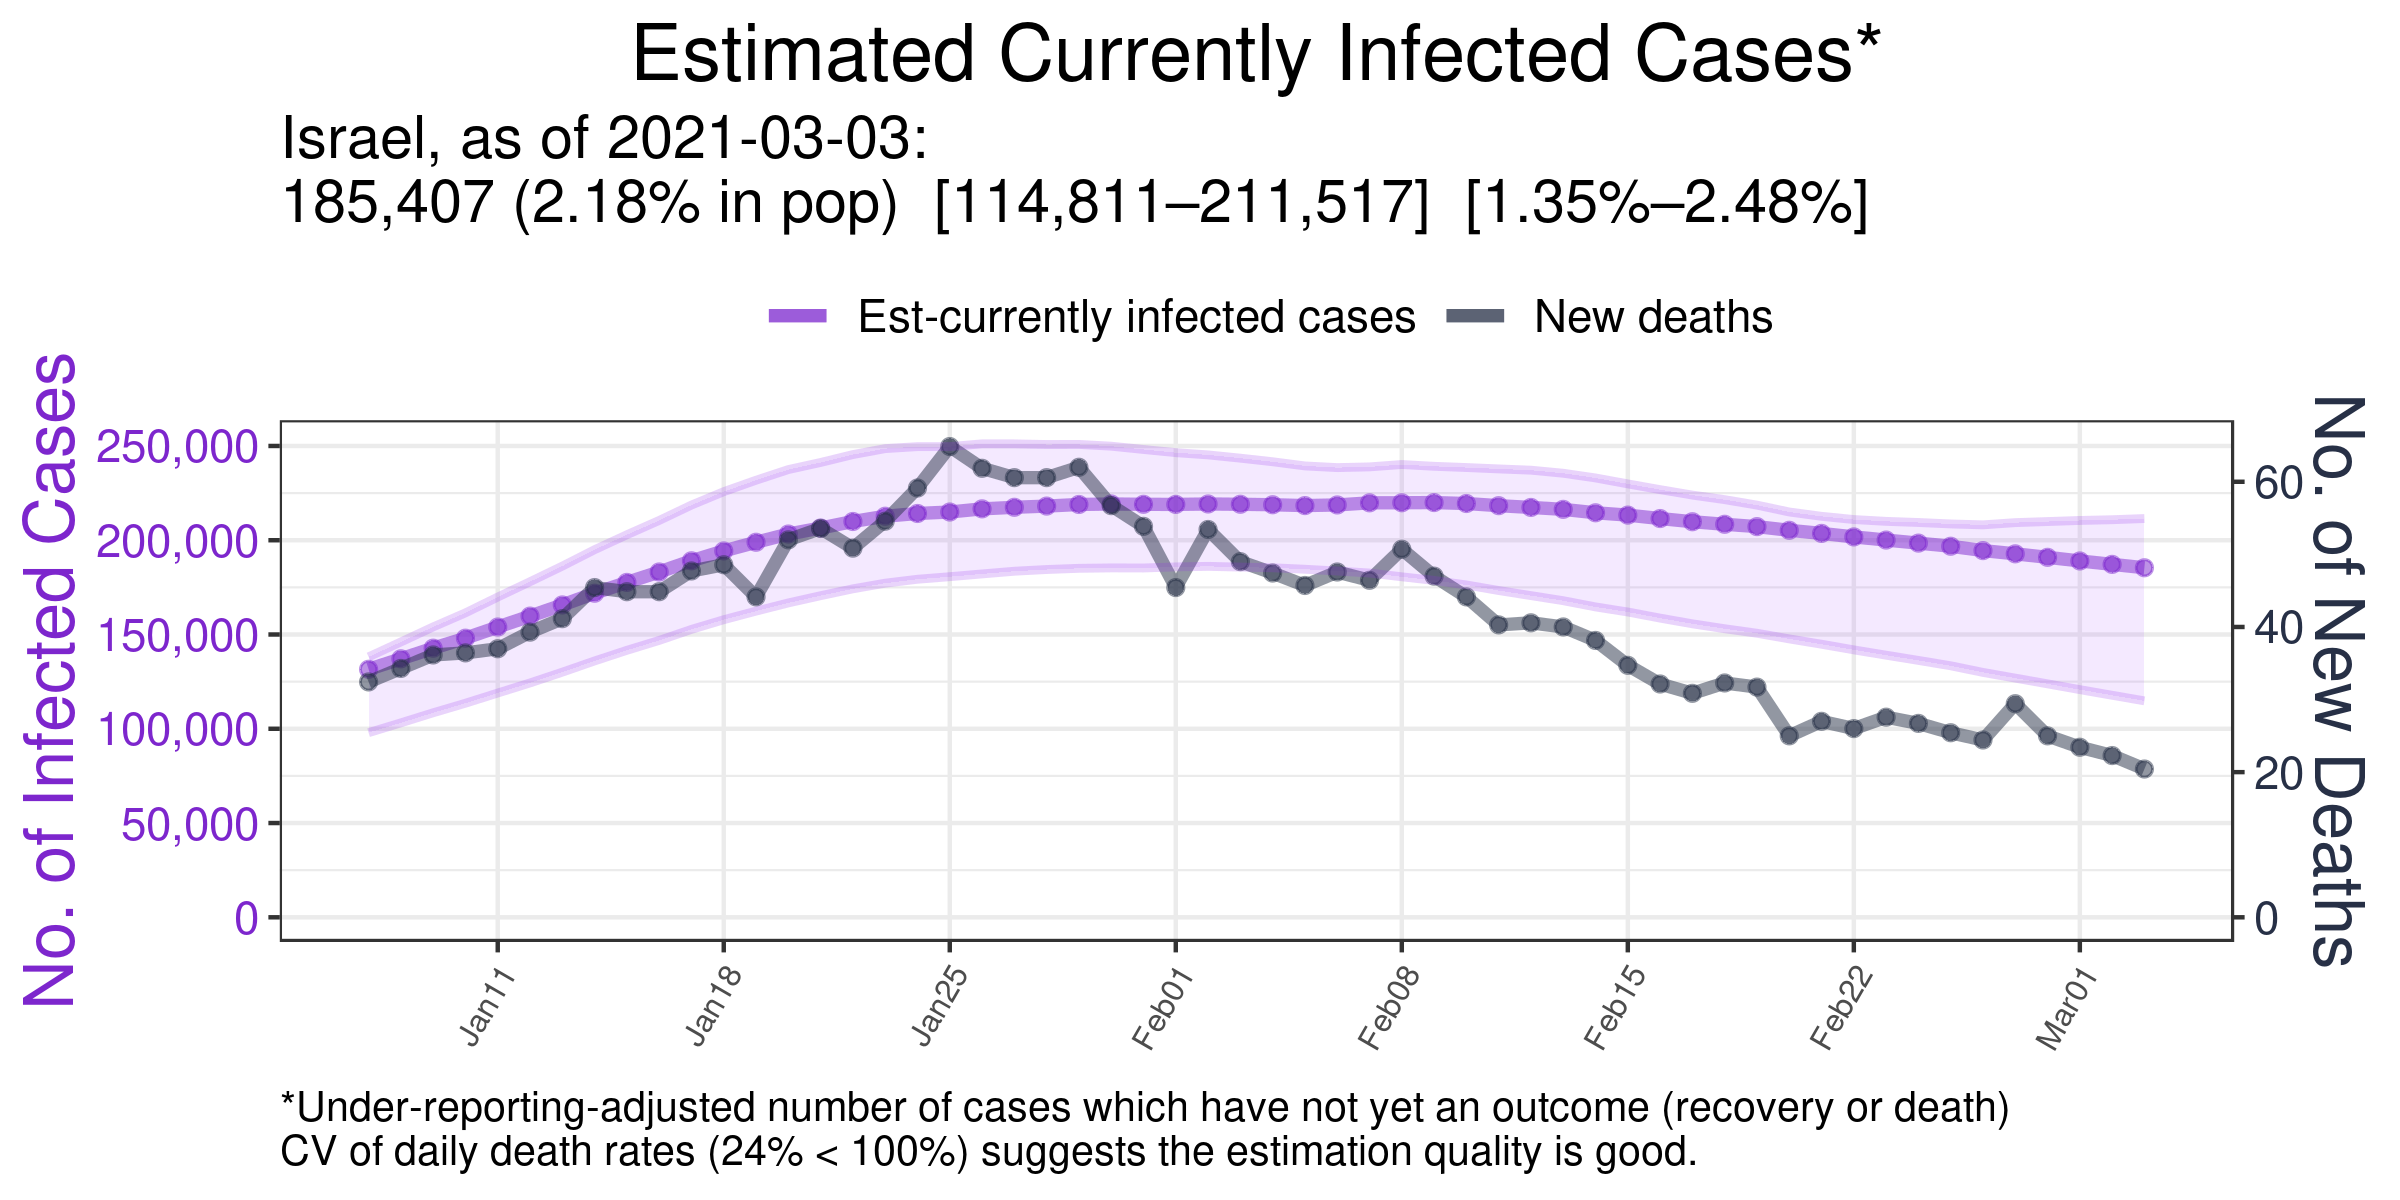 Estimated Currently Infected Cases*
Israel, as of 2021-03-03:
185,407 (2.18% in pop)  [114,811–211,517]  [1.35%–2.48%]
Est-currently infected cases
New deaths
No. of Infected Cases
250,000
200,000
150,000
100,000
50,000
0
60
40
20
0
No. of New Deaths
Jan11
Jan18
Jan25
Feb01
Feb08
Feb15
Feb22
Mar01
*Under-reporting-adjusted number of cases which have not yet an outcome (recovery or death)
CV of daily death rates (24% < 100%) suggests the estimation quality is good.